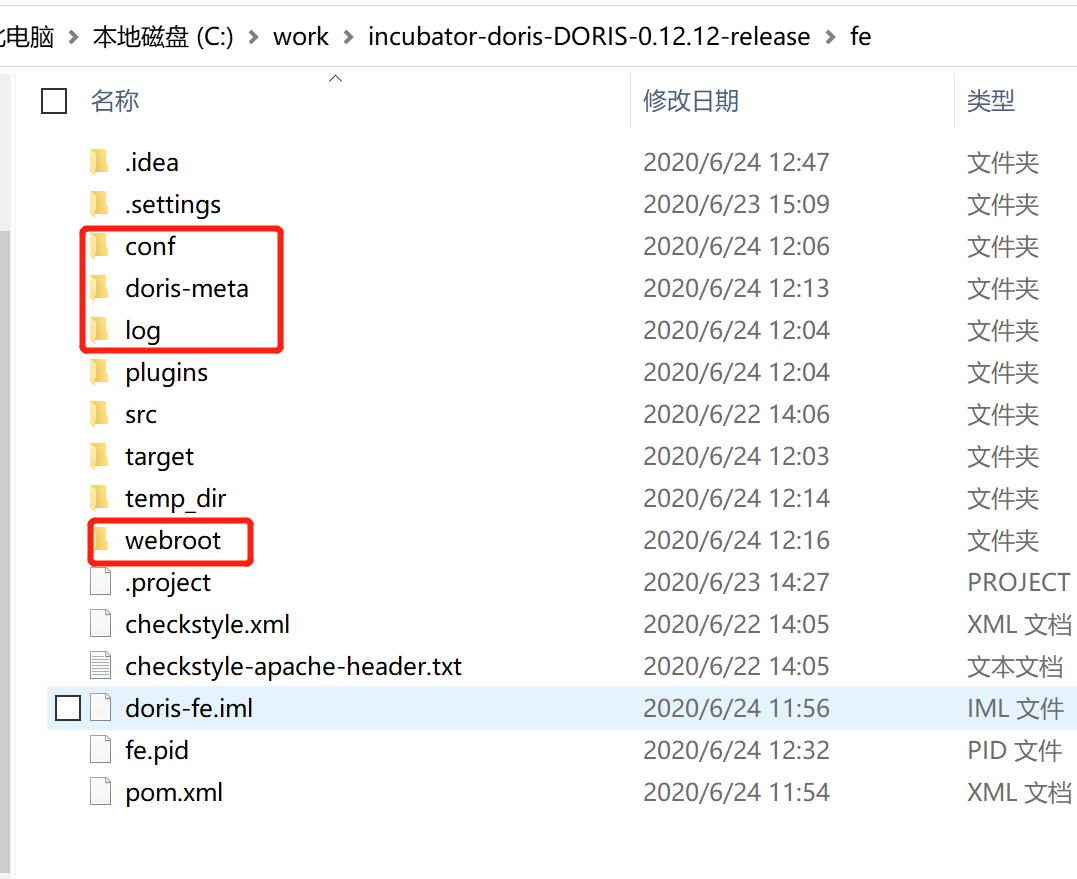 电脑 > 本地磁盘 (C:) > work > incubator-doris-DORIS-0.12.12-release > fe
名称 修改日期 类型
.idea 2020/6/24 12:47 文件夹
.settings 2020/6/23 15:09 文件夹
conf 2020/6/24 12:06 文件夹
doris-meta 2020/6/24 12:13 文件夹
log 2020/6/24 12:04 文件夹
plugins 2020/6/24 12:04 文件夹
src 2020/6/22 14:06 文件夹
target 2020/6/24 12:03 文件夹
temp_dir 2020/6/24 12:14 文件夹
webroot 2020/6/24 12:16 文件夹
.project 2020/6/23 14:27 PROJECT
checkstyle.xml 2020/6/22 14:05 XML 文档
checkstyle-apache-header.txt 2020/6/22 14:05 文本文档
doris-fe.iml 2020/6/24 11:56 IML 文件
fe.pid 2020/6/24 12:32 PID 文件
pom.xml 2020/6/24 11:54 XML 文档